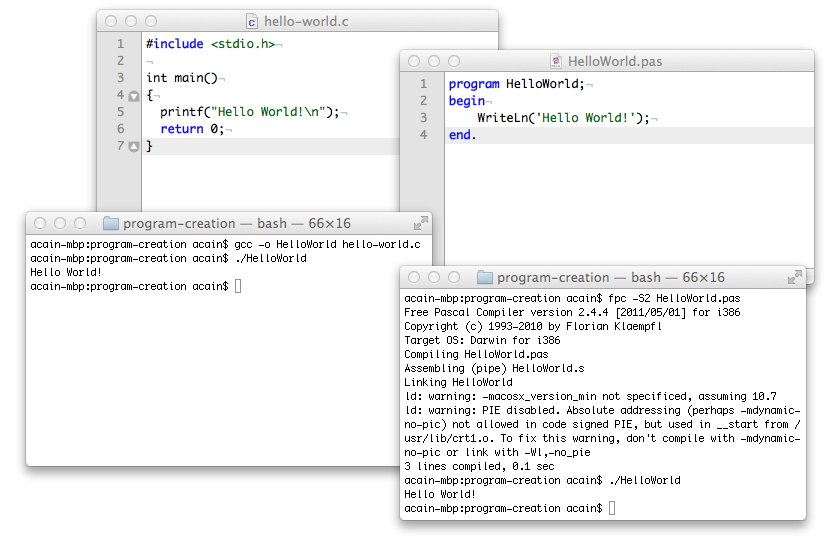 hello-world.c
1 #include <stdio.h>¬
2 ¬
3 int main()¬
4 {¬
5 printf("Hello World!\n");¬
6 return 0;¬
7 }
HelloWorld.pas
1 program HelloWorld;¬
2 begin¬
3 WriteLn('Hello World!');¬
4 end.
program-creation — bash — 66×16
acain-mbp:program-creation acain$ gcc -o HelloWorld hello-world.c
acain-mbp:program-creation acain$ ./HelloWorld
Hello World!
acain-mbp:program-creation acain$
program-creation — bash — 66×16
acain-mbp:program-creation acain$ fpc -S2 HelloWorld.pas
Free Pascal Compiler version 2.4.4 [2011/05/01] for i386
Copyright (c) 1993-2010 by Florian Klaempfl
Target OS: Darwin for i386
Compiling HelloWorld.pas
Assembling (pipe) HelloWorld.s
Linking HelloWorld
ld: warning: -macosx_version_min not specificed, assuming 10.7
ld: warning: PIE disabled. Absolute addressing (perhaps -mdynamic-
no-pic) not allowed in code signed PIE, but used in __start from /
usr/lib/crt1.o. To fix this warning, don't compile with -mdynamic-
no-pic or link with -Wl,-no_pie
3 lines compiled, 0.1 sec
acain-mbp:program-creation acain$ ./HelloWorld
Hello World!
acain-mbp:program-creation acain$